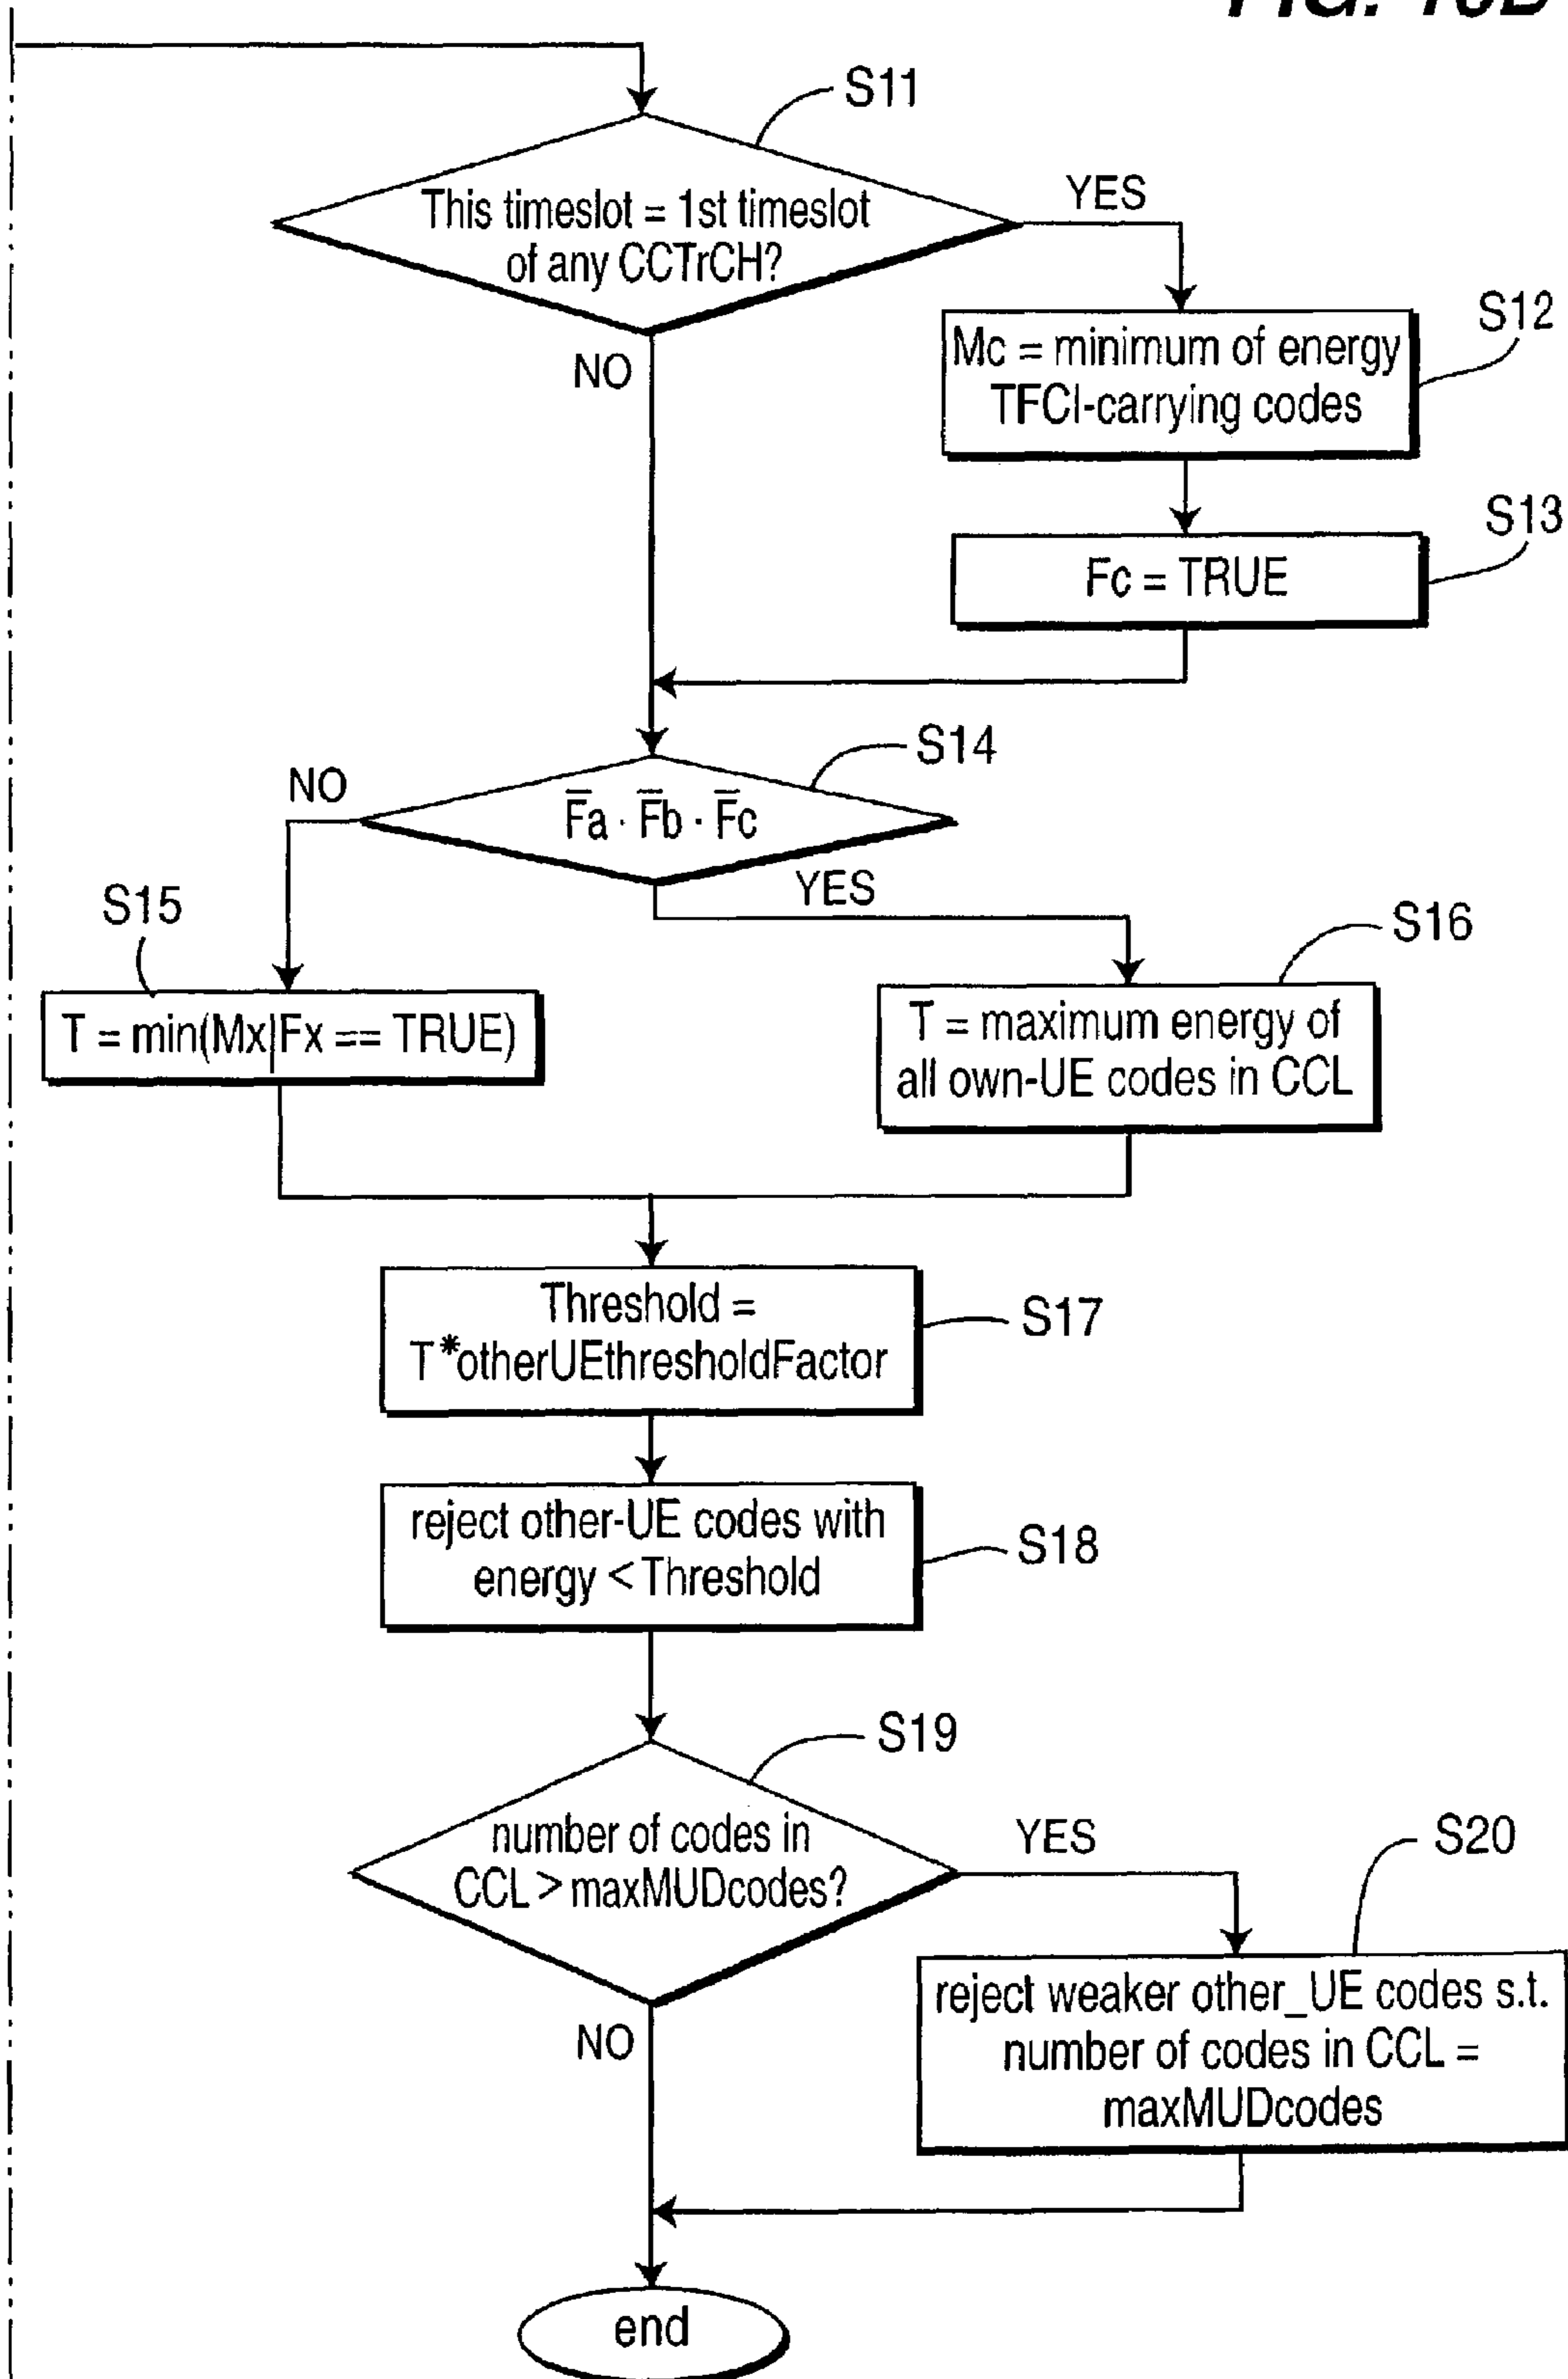 S11
This timeslot = 1st timeslot
of any CCTrCH?
YES
NO
S12
Mc = minimum of energy
TFCI-carrying codes
S13
Fc = TRUE
S14
F̅a · F̅b · F̅c
NO
YES
S15
T = min(Mx|Fx == TRUE)
S16
T = maximum energy of
all own-UE codes in CCL
Threshold =
T*otherUEthresholdFactor
S17
reject other-UE codes with
energy < Threshold
S18
S19
number of codes in
CCL > maxMUDcodes?
YES
NO
S20
reject weaker other_UE codes s.t.
number of codes in CCL =
maxMUDcodes
end